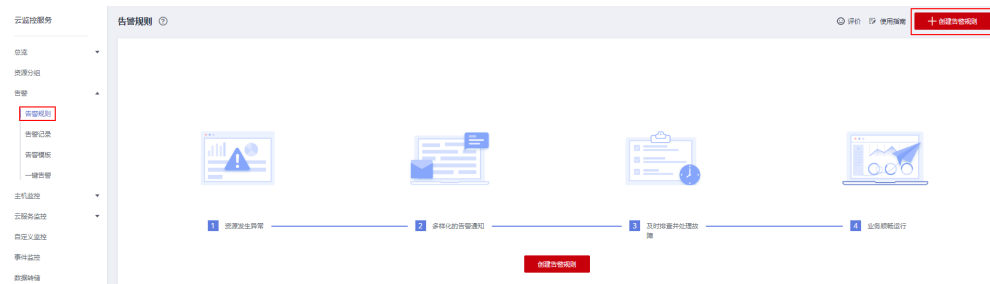 云监控服务
告警规则
评价
使用指南
创建告警规则
总览
资源分组
告警
告警规则
告警记录
告警模板
一键告警
主机监控
云服务监控
自定义监控
事件监控
数据转储
1 资源发生异常
2 多样化的告警通知
3 及时排查并处理故
障
4 业务顺畅运行
创建告警规则